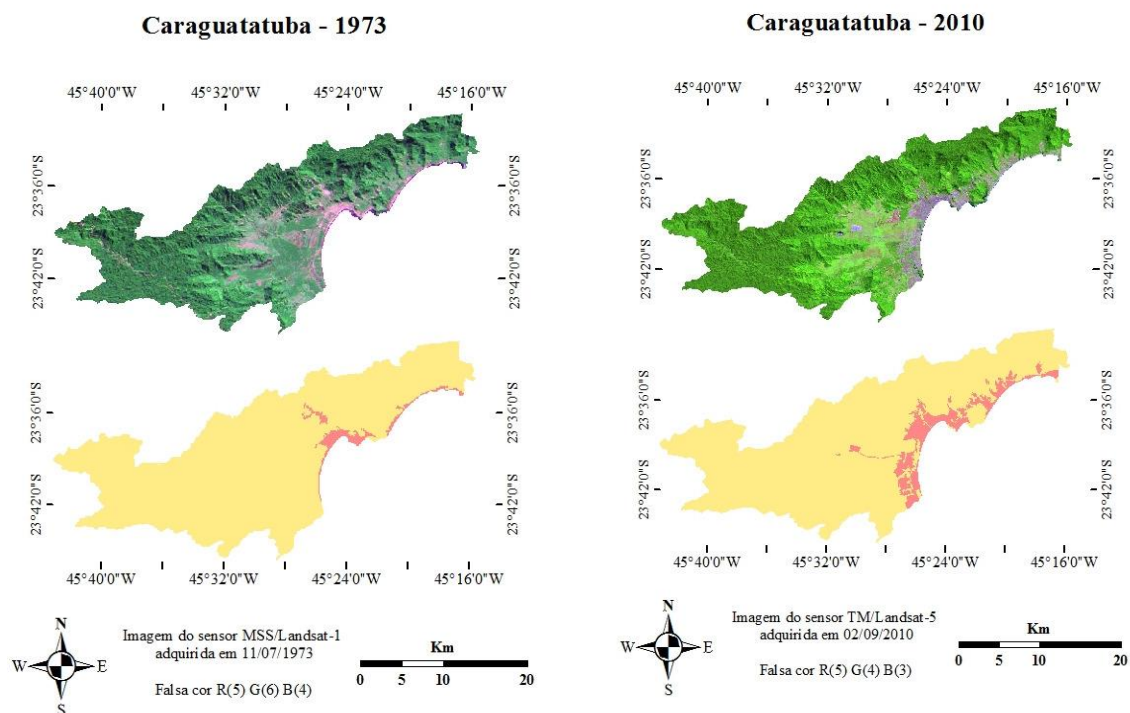 Caraguatatuba - 1973
45°40'0"W 45°32'0"W 45°24'0"W 45°16'0"W
23°36'0"S
23°36'0"S
23°42'0"S
23°42'0"S
23°36'0"S
23°36'0"S
23°42'0"S
23°42'0"S
45°40'0"W 45°32'0"W 45°24'0"W 45°16'0"W
N
W E
S
Imagem do sensor MSS/Landsat-1
adquirida em 11/07/1973
Falsa cor R(5) G(6) B(4)
Km
0 5 10 20
Caraguatatuba - 2010
45°40'0"W 45°32'0"W 45°24'0"W 45°16'0"W
23°36'0"S
23°36'0"S
23°42'0"S
23°42'0"S
23°36'0"S
23°36'0"S
23°42'0"S
23°42'0"S
45°40'0"W 45°32'0"W 45°24'0"W 45°16'0"W
N
W E
S
Imagem do sensor TM/Landsat-5
adquirida em 02/09/2010
Falsa cor R(5) G(4) B(3)
Km
0 5 10 20